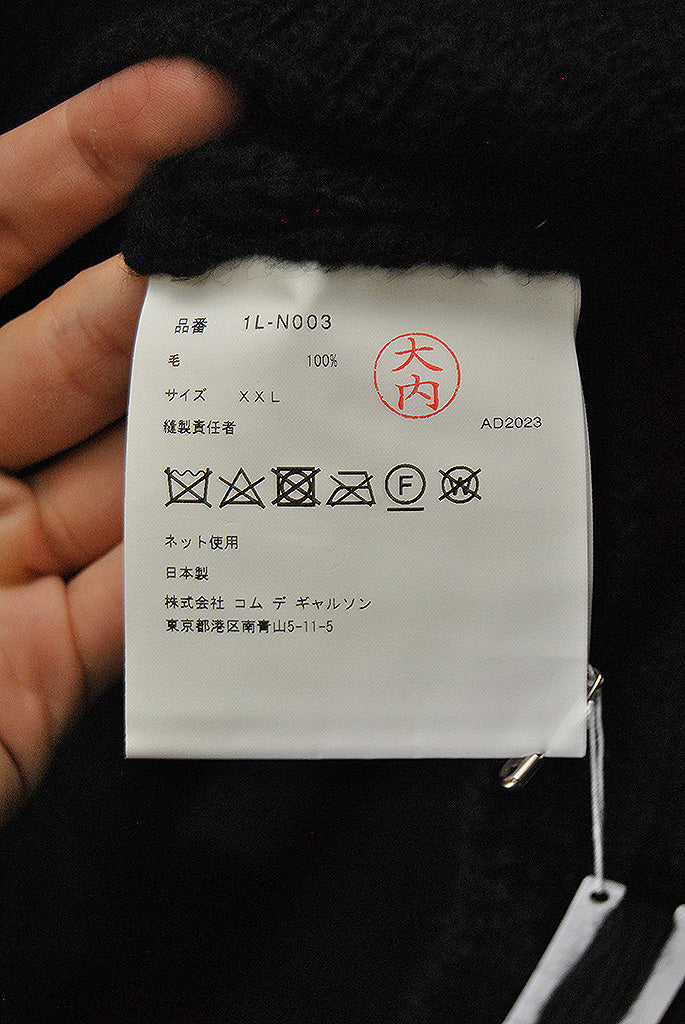 品番 1L-N003
毛 100%
大内
サイズ XXL
縫製責任者
AD2023
F
W
ネット使用
日本製
株式会社 コム デ ギャルソン
東京都港区南青山5-11-5